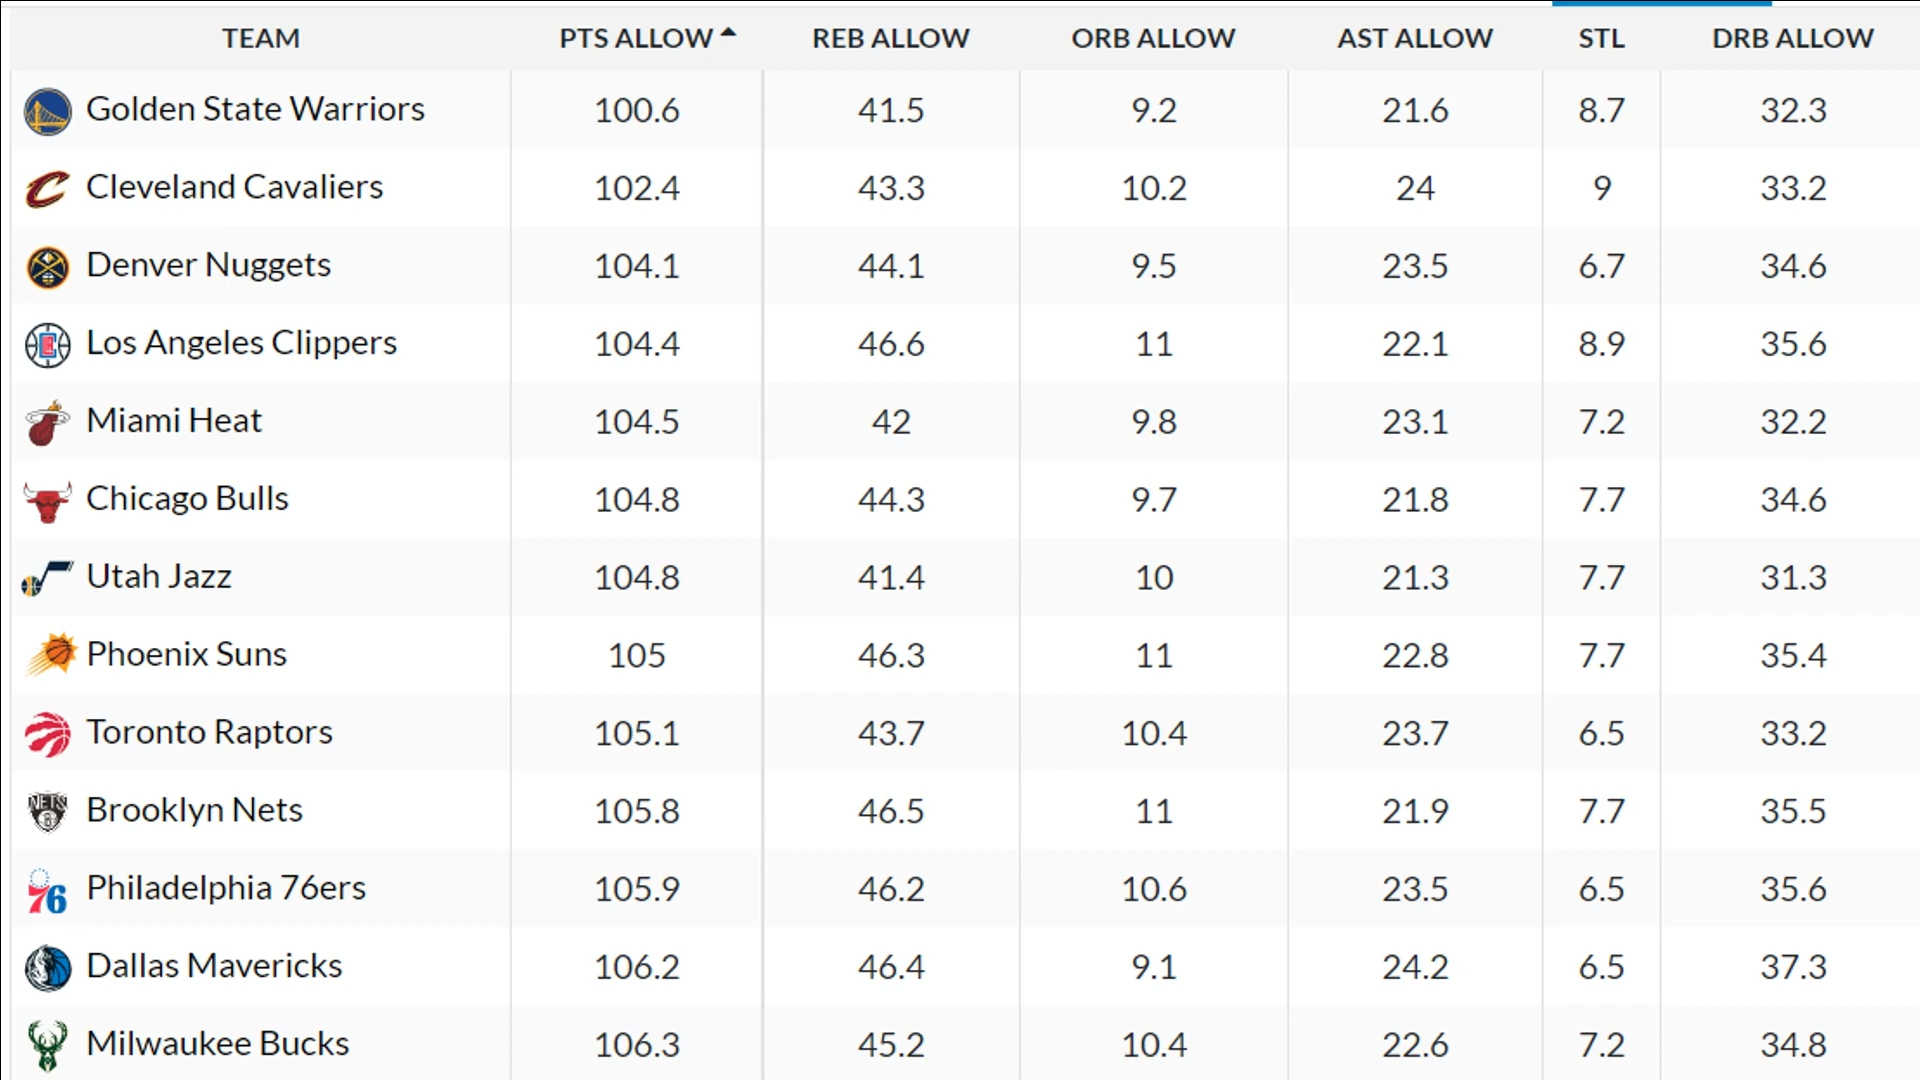 TEAM PTS ALLOW REB ALLOW ORB ALLOW AST ALLOW STL DRB ALLOW
Golden State Warriors 100.6 41.5 9.2 21.6 8.7 32.3
Cleveland Cavaliers 102.4 43.3 10.2 24 9 33.2
Denver Nuggets 104.1 44.1 9.5 23.5 6.7 34.6
Los Angeles Clippers 104.4 46.6 11 22.1 8.9 35.6
Miami Heat 104.5 42 9.8 23.1 7.2 32.2
Chicago Bulls 104.8 44.3 9.7 21.8 7.7 34.6
Utah Jazz 104.8 41.4 10 21.3 7.7 31.3
Phoenix Suns 105 46.3 11 22.8 7.7 35.4
Toronto Raptors 105.1 43.7 10.4 23.7 6.5 33.2
NETS B Brooklyn Nets 105.8 46.5 11 21.9 7.7 35.5
76 Philadelphia 76ers 105.9 46.2 10.6 23.5 6.5 35.6
Dallas Mavericks 106.2 46.4 9.1 24.2 6.5 37.3
Milwaukee Bucks 106.3 45.2 10.4 22.6 7.2 34.8